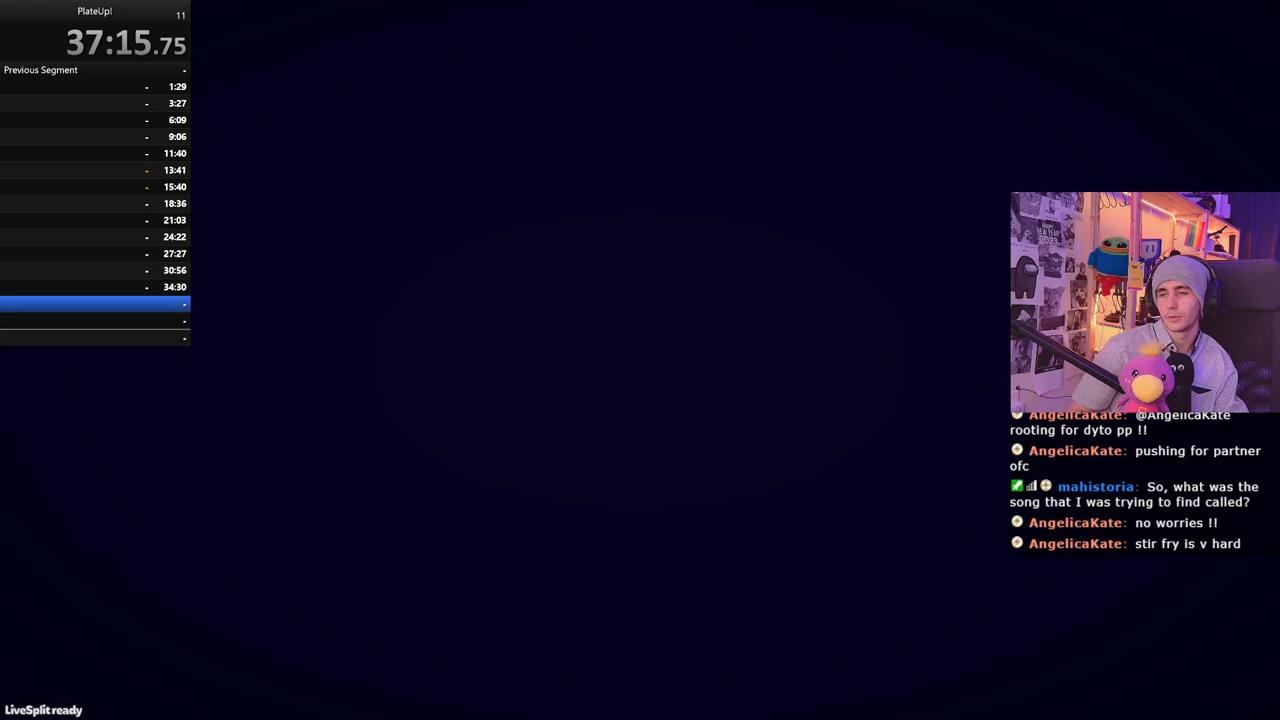 PlateUp!
11
37:15.75
Previous Segment -
- 1:29
- 3:27
- 6:09
- 9:06
- 11:40
- 13:41
- 15:40
- 18:36
- 21:03
- 24:22
- 27:27
- 30:56
- 34:30
-
-
-
YEAR
2023
AngelicaKate: @AngelicaKate
rooting for dyto pp !!
AngelicaKate: pushing for partner
ofc
mahistoria: So, what was the
song that I was trying to find called?
AngelicaKate: no worries !!
AngelicaKate: stir fry is v hard
LiveSplit ready